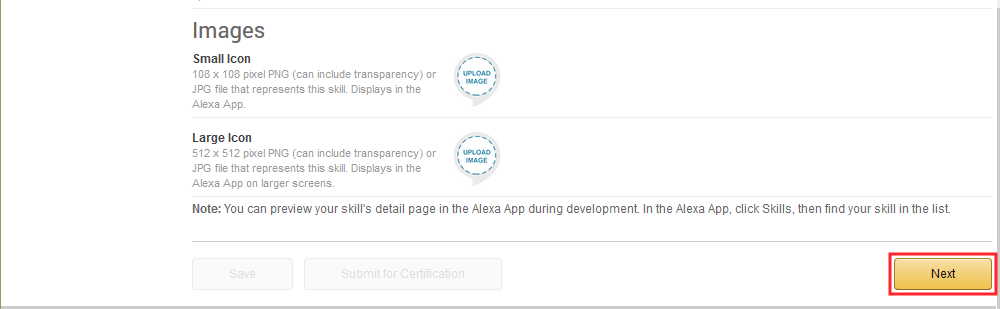 Images
Small Icon
108 x 108 pixel PNG (can include transparency) or
JPG file that represents this skill. Displays in the
Alexa App.
UPLOAD
IMAGE
Large Icon
512 x 512 pixel PNG (can include transparency) or
JPG file that represents this skill. Displays in the
Alexa App on larger screens.
UPLOAD
IMAGE
Note: You can preview your skill's detail page in the Alexa App during development. In the Alexa App, click Skills, then find your skill in the list.
Save
Submit for Certification
Next